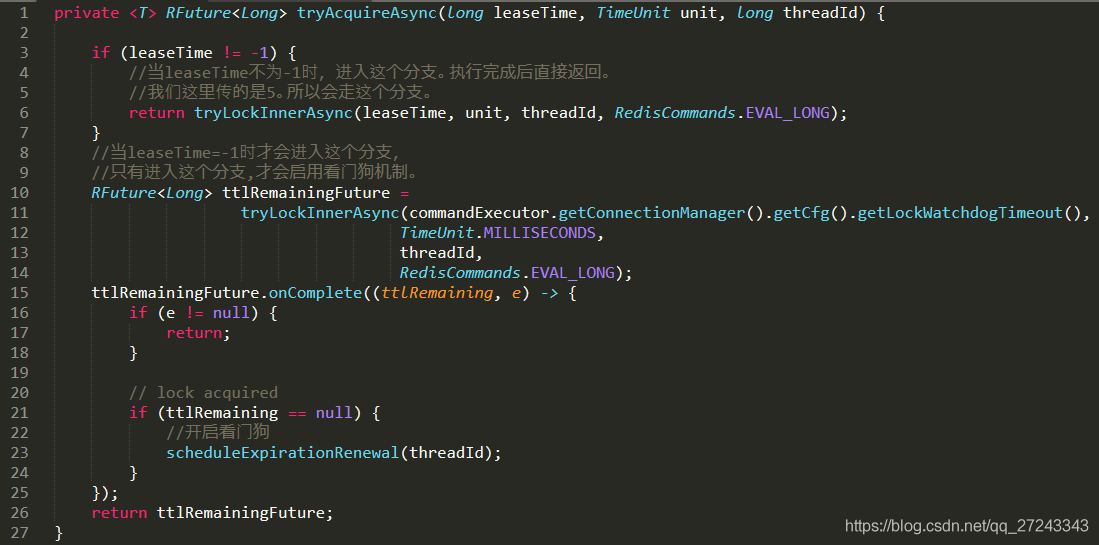 1 private <T> RFuture<Long> tryAcquireAsync(long leaseTime, TimeUnit unit, long threadId) {
2
3 if (leaseTime != -1) {
4 //当leaseTime不为-1时，进入这个分支。执行完成后直接返回。
5 //我们这里传的是5。所以会走这个分支。
6 return tryLockInnerAsync(leaseTime, unit, threadId, RedisCommands.EVAL_LONG);
7 }
8 //当leaseTime=-1时才会进入这个分支，
9 //只有进入这个分支,才会启用看门狗机制。
10 RFuture<Long> ttlRemainingFuture =
11 tryLockInnerAsync(commandExecutor.getConnectionManager().getCfg().getLockWatchdogTimeout(),
12 TimeUnit.MILLISECONDS,
13 threadId,
14 RedisCommands.EVAL_LONG);
15 ttlRemainingFuture.onComplete((ttlRemaining, e) -> {
16 if (e != null) {
17 return;
18 }
19
20 // lock acquired
21 if (ttlRemaining == null) {
22 //开启看门狗
23 scheduleExpirationRenewal(threadId);
24 }
25 });
26 return ttlRemainingFuture;
27 }
https://blog.csdn.net/qq_27243343